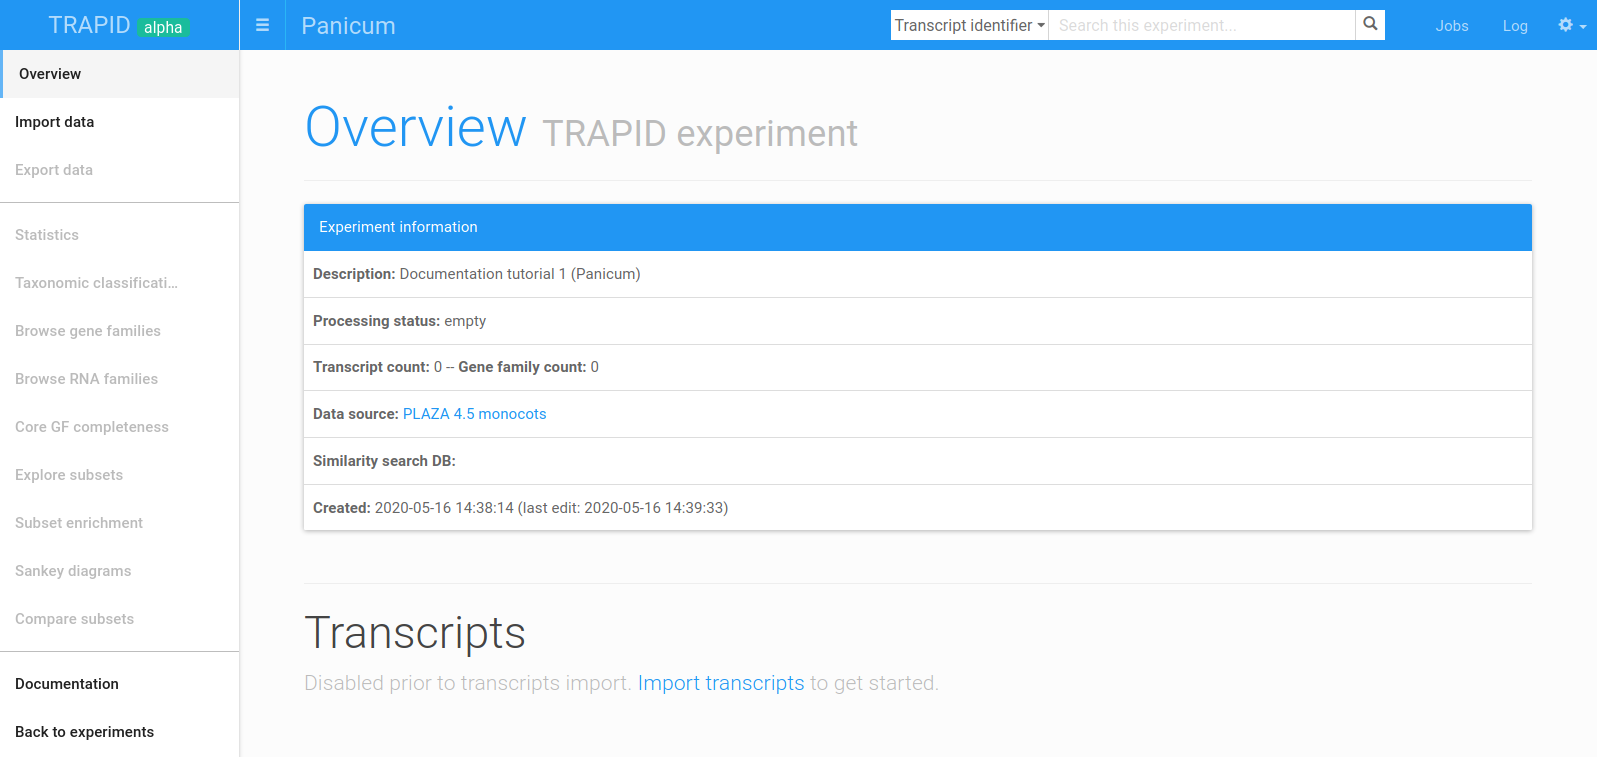 TRAPID alpha
Panicum
Transcript identifier
Search this experiment...
Jobs
Log
Overview
Import data
Export data
Statistics
Taxonomic classificati...
Browse gene families
Browse RNA families
Core GF completeness
Explore subsets
Subset enrichment
Sankey diagrams
Compare subsets
Documentation
Back to experiments
Overview TRAPID experiment
Experiment information
Description: Documentation tutorial 1 (Panicum)
Processing status: empty
Transcript count: 0 -- Gene family count: 0
Data source: PLAZA 4.5 monocots
Similarity search DB:
Created: 2020-05-16 14:38:14 (last edit: 2020-05-16 14:39:33)
Transcripts
Disabled prior to transcripts import. Import transcripts to get started.